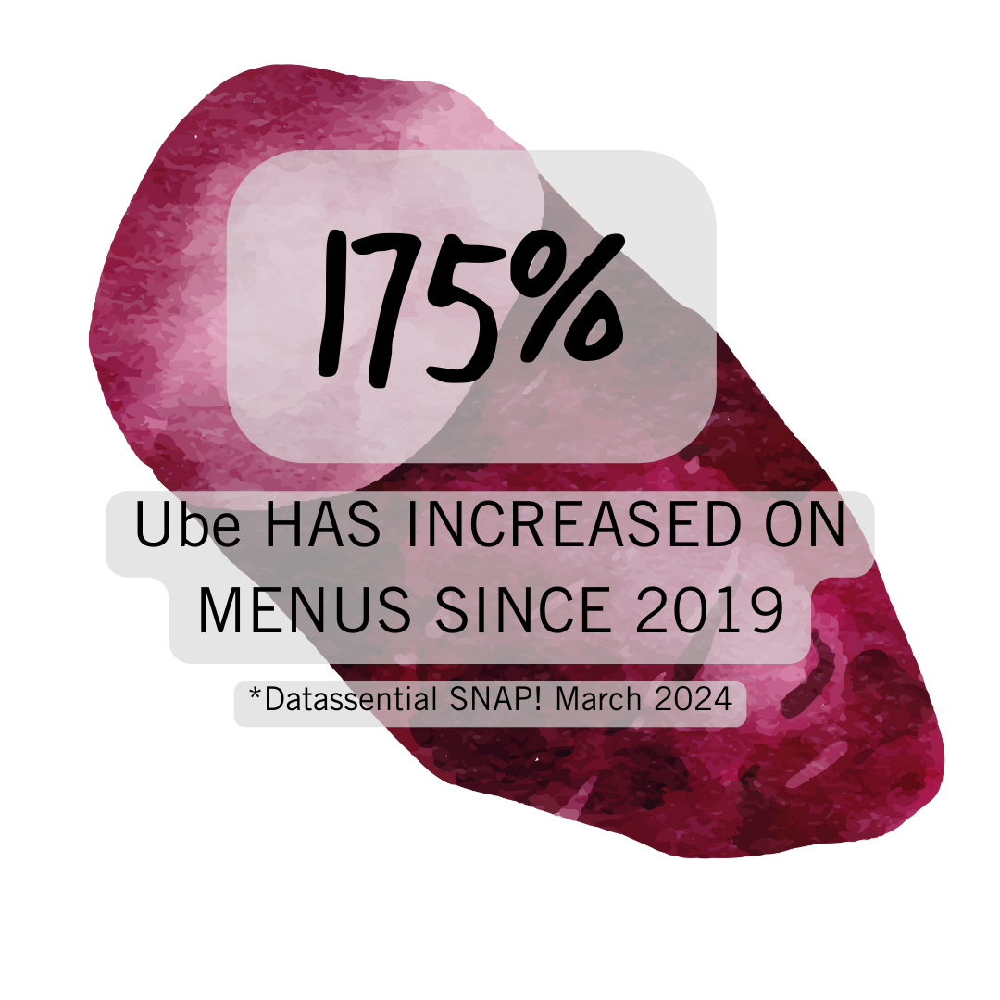 175%
Ube HAS INCREASED ON
MENUS SINCE 2019
*Datassential SNAP! March 2024